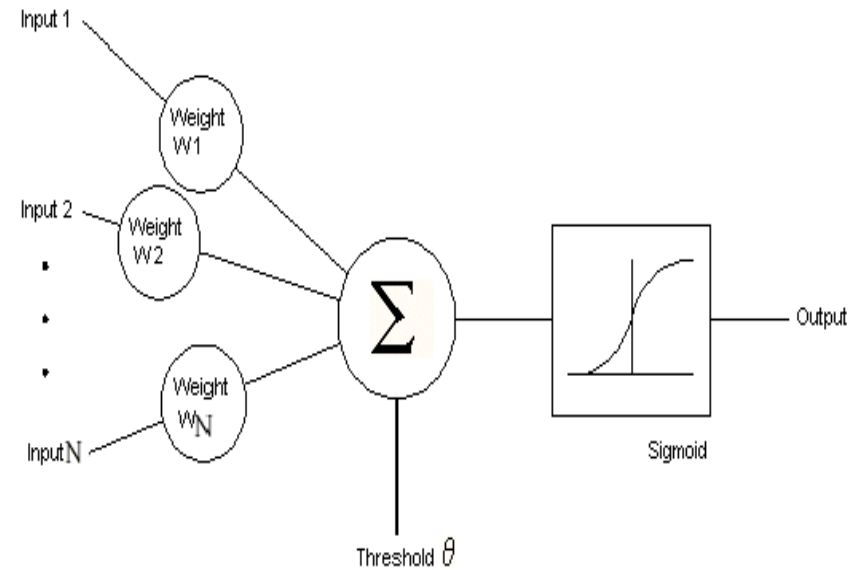 Input 1
Weight
W1
Input 2
Weight
W2
Weight
WN
Input N
Σ
Output
Sigmoid
Threshold θ